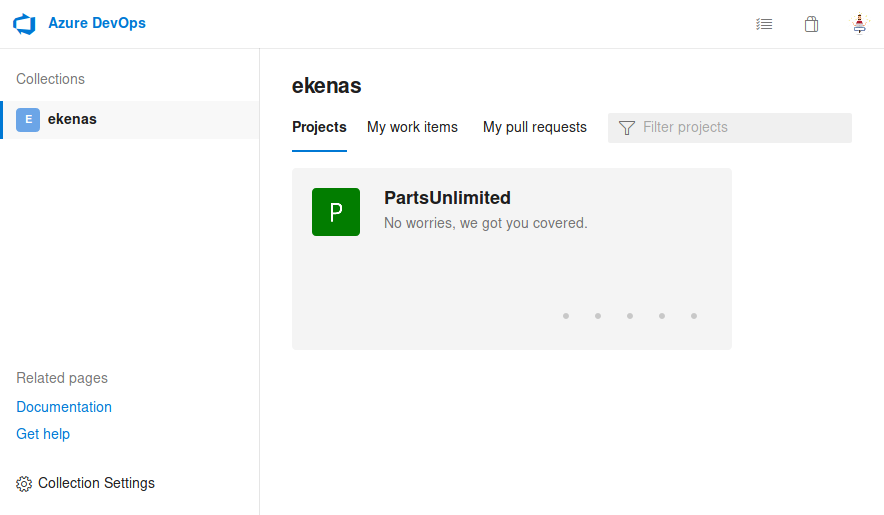 Azure DevOps
Collections
E ekenas
ekenas
Projects My work items My pull requests Filter projects
P PartsUnlimited
No worries, we got you covered.
Related pages
Documentation
Get help
Collection Settings